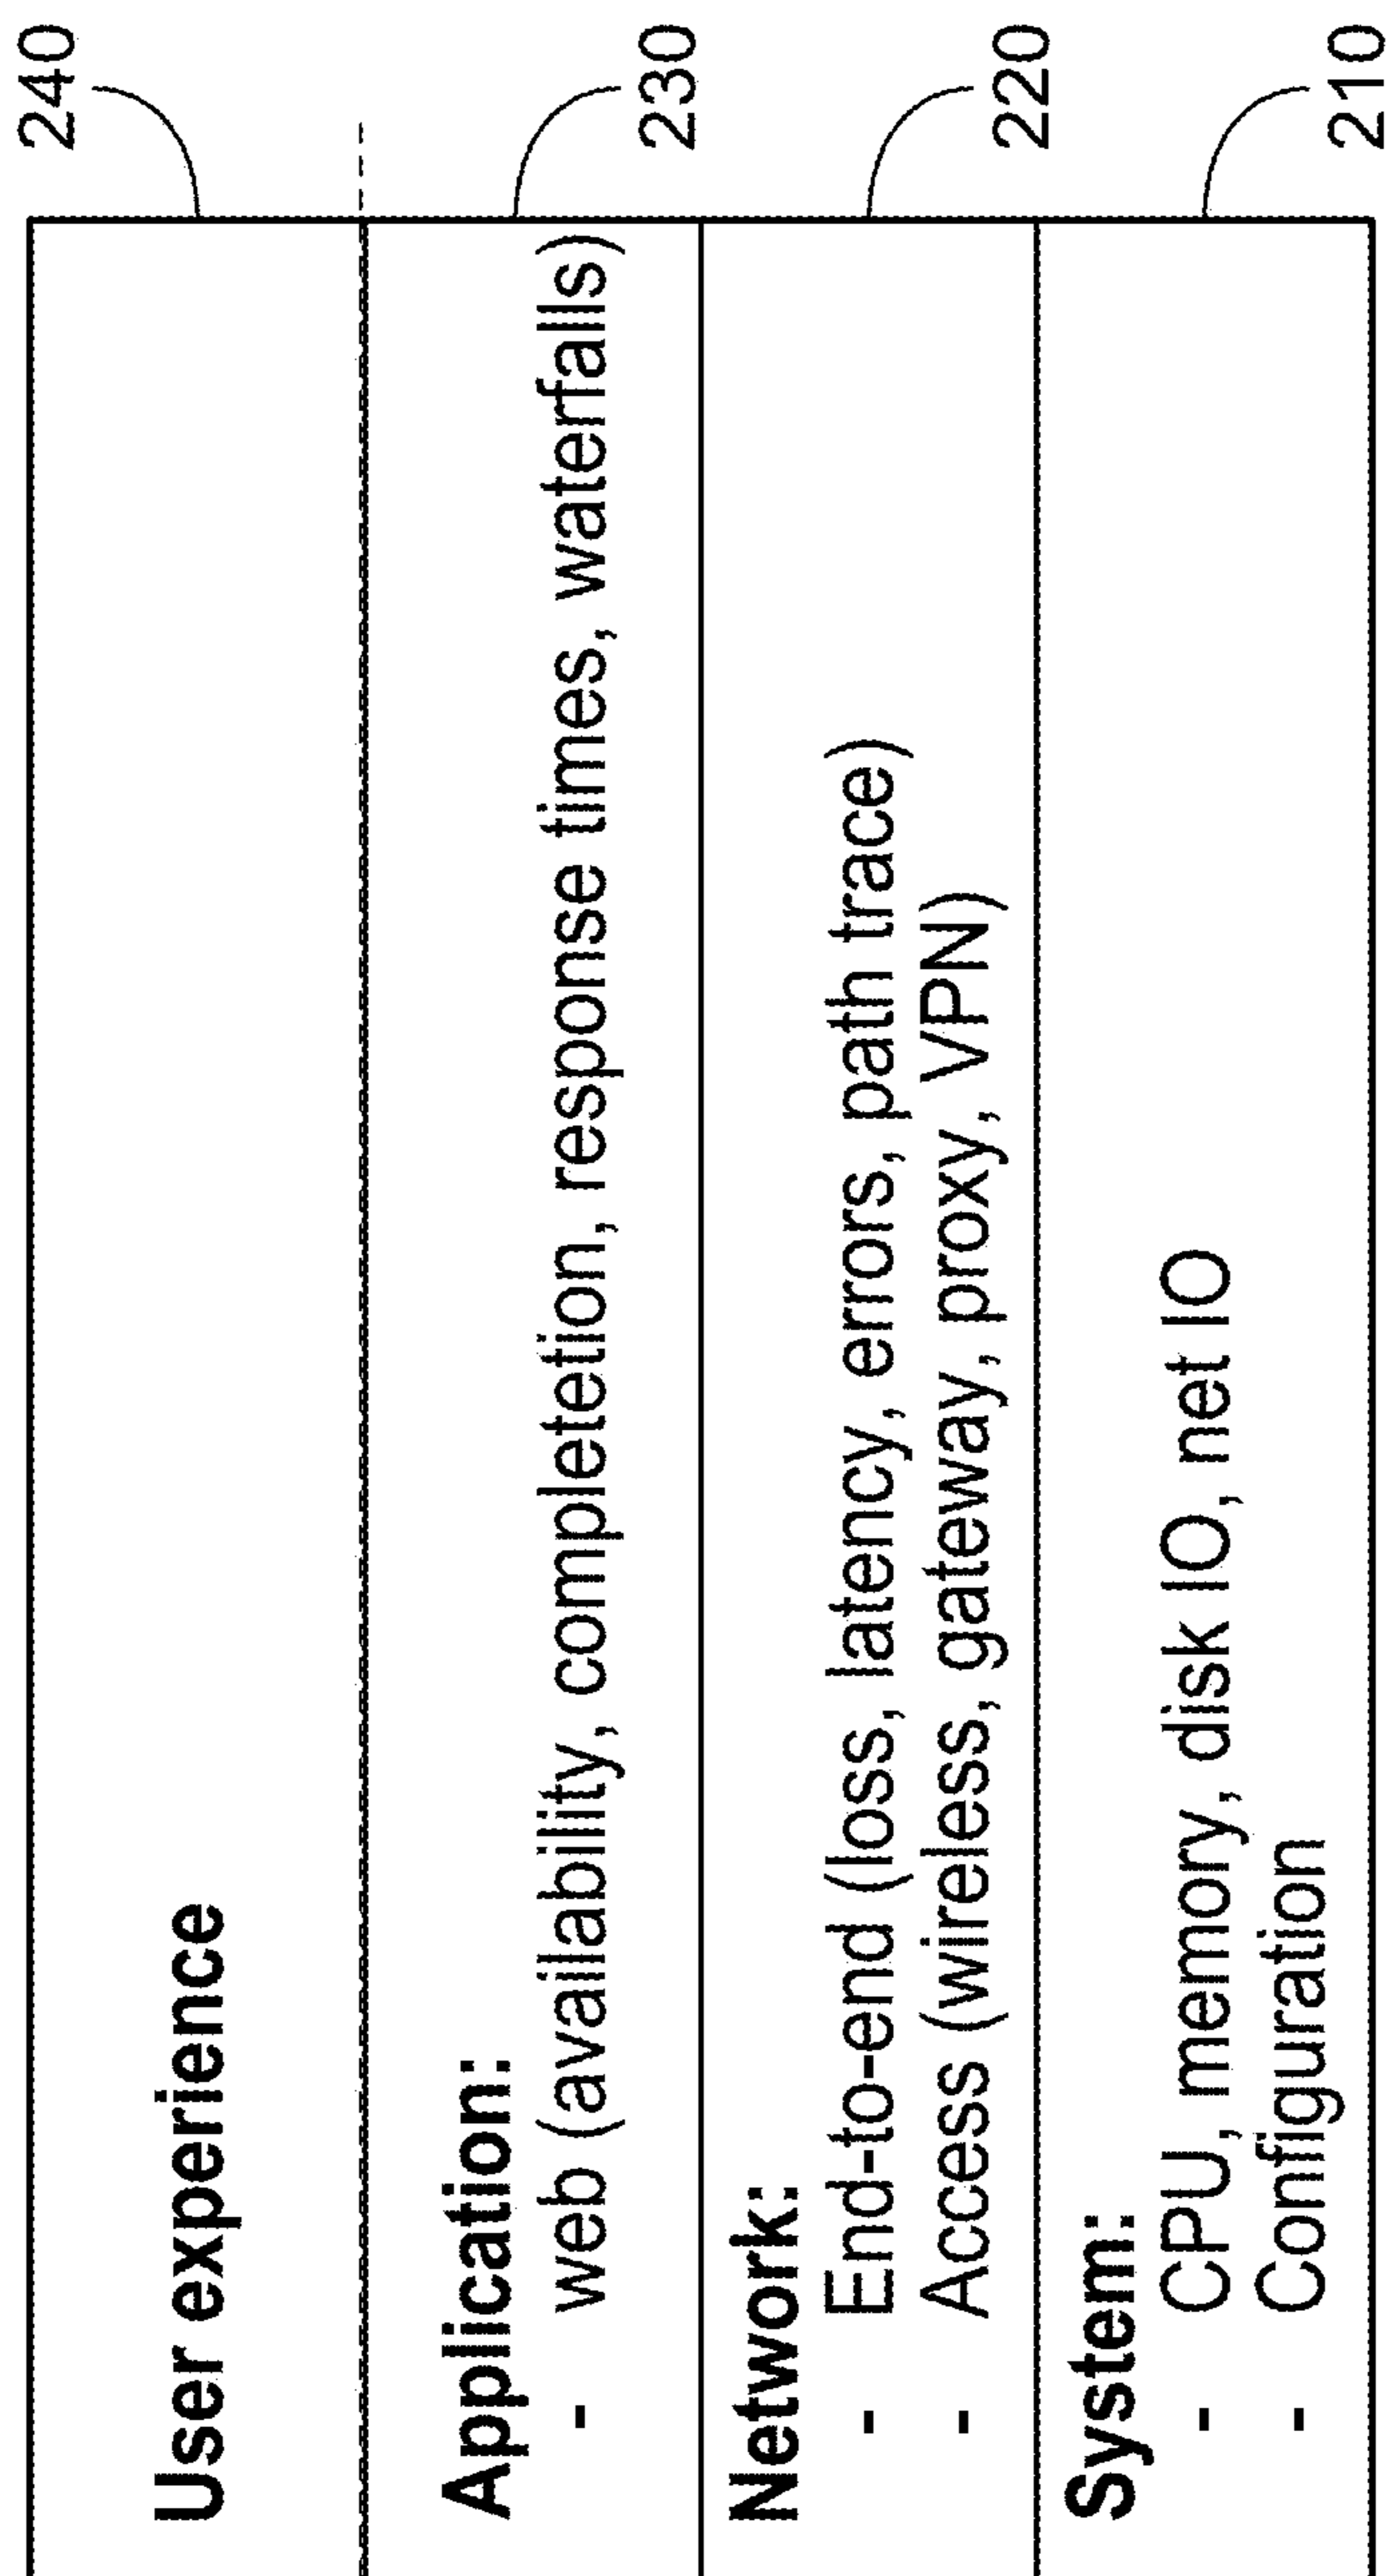 User experience
240
Application:
- web (availability, completetion, response times, waterfalls)
230
Network:
- End-to-end (loss, latency, errors, path trace)
- Access (wireless, gateway, proxy, VPN)
220
System:
- CPU, memory, disk IO, net IO
- Configuration
210